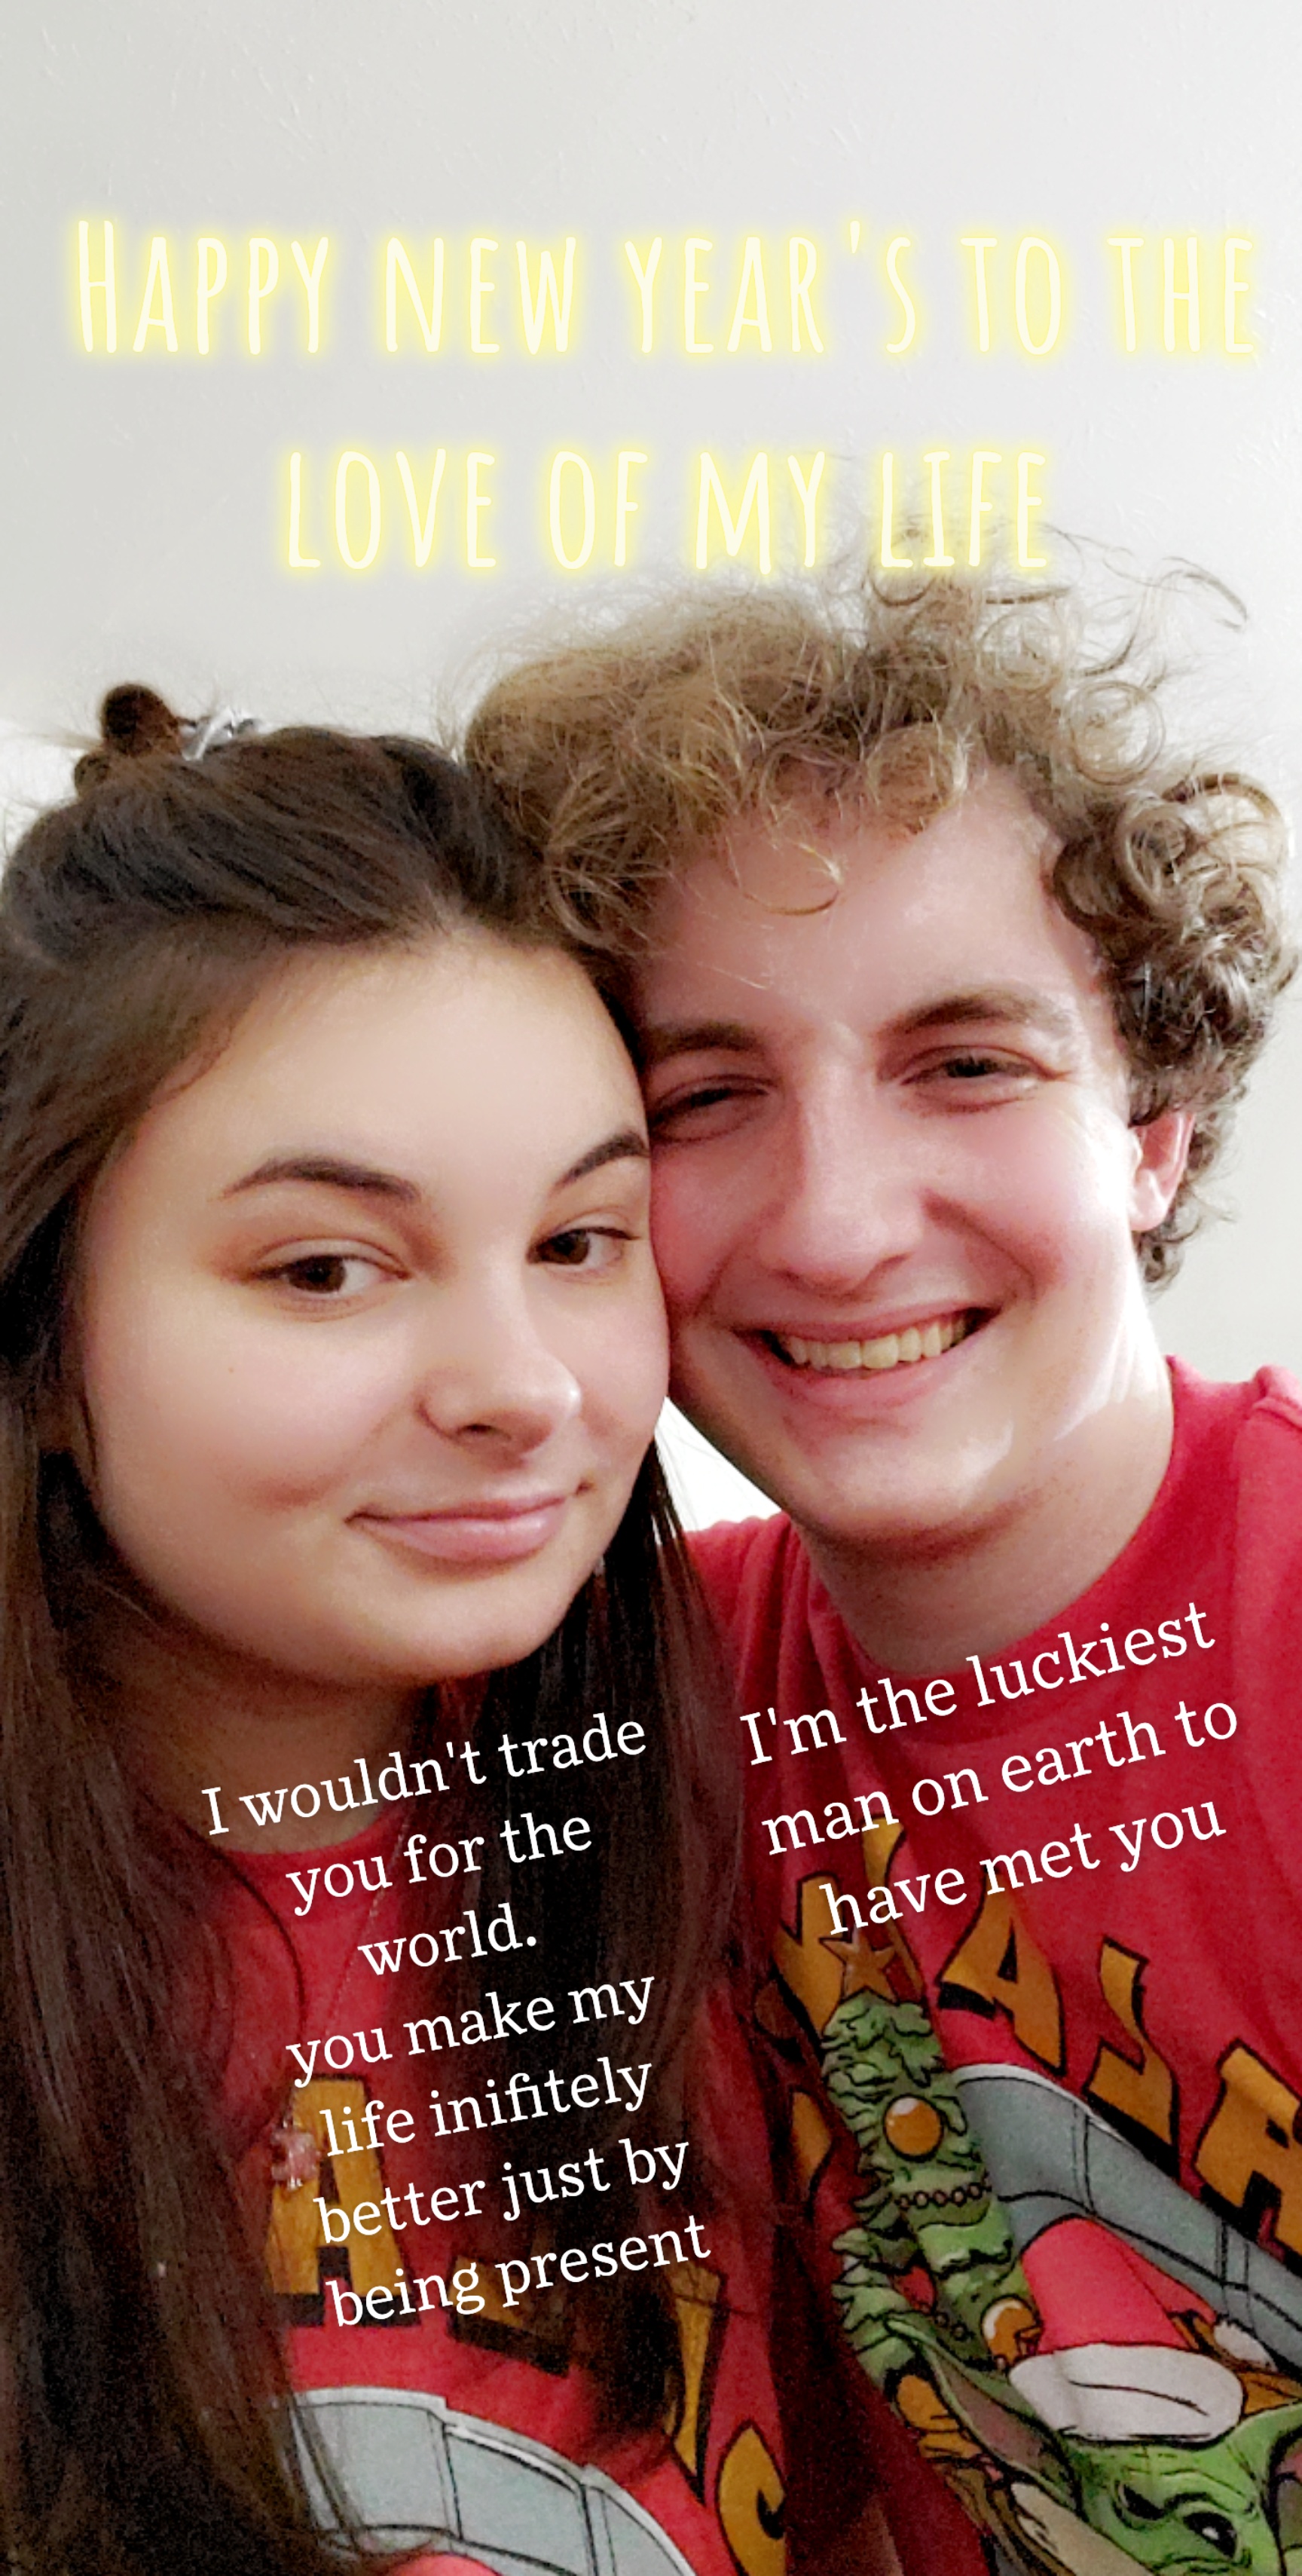 Happy new year's to the
love of my life
I wouldn't trade
you for the
world.
you make my
life inifitely
better just by
being present
I'm the luckiest
man on earth to
have met you